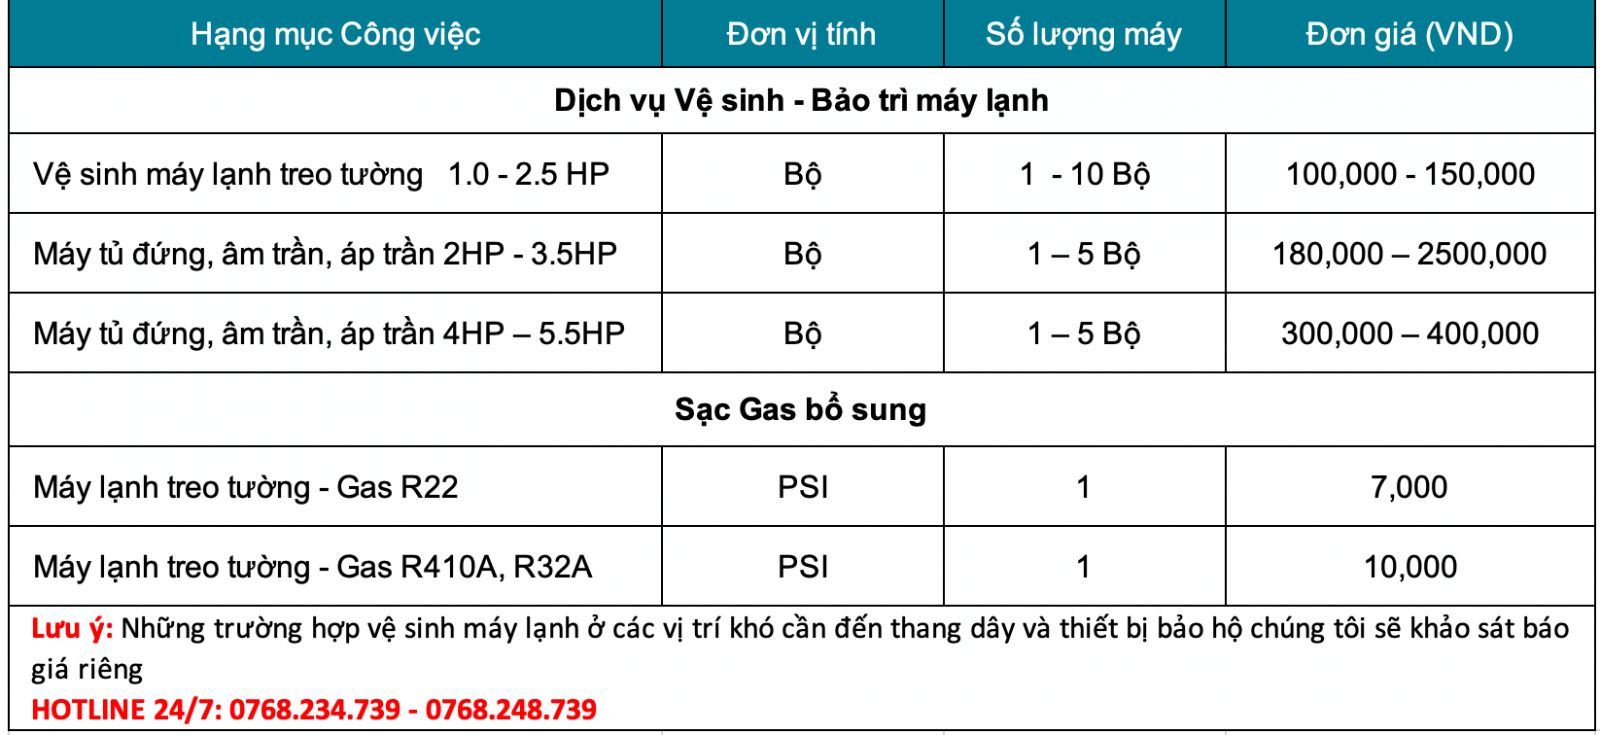 Hạng mục Công việc Đơn vị tính Số lượng máy Đơn giá (VND)
Dịch vụ Vệ sinh - Bảo trì máy lạnh
Vệ sinh máy lạnh treo tường 1.0 - 2.5 HP Bộ 1 - 10 Bộ 100,000 - 150,000
Máy tủ đứng, âm trần, áp trần 2HP - 3.5HP Bộ 1 – 5 Bộ 180,000 – 2500,000
Máy tủ đứng, âm trần, áp trần 4HP – 5.5HP Bộ 1 – 5 Bộ 300,000 – 400,000
Sạc Gas bổ sung
Máy lạnh treo tường - Gas R22 PSI 1 7,000
Máy lạnh treo tường - Gas R410A, R32A PSI 1 10,000
Lưu ý: Những trường hợp vệ sinh máy lạnh ở các vị trí khó cần đến thang dây và thiết bị bảo hộ chúng tôi sẽ khảo sát báo
giá riêng
HOTLINE 24/7: 0768.234.739 - 0768.248.739